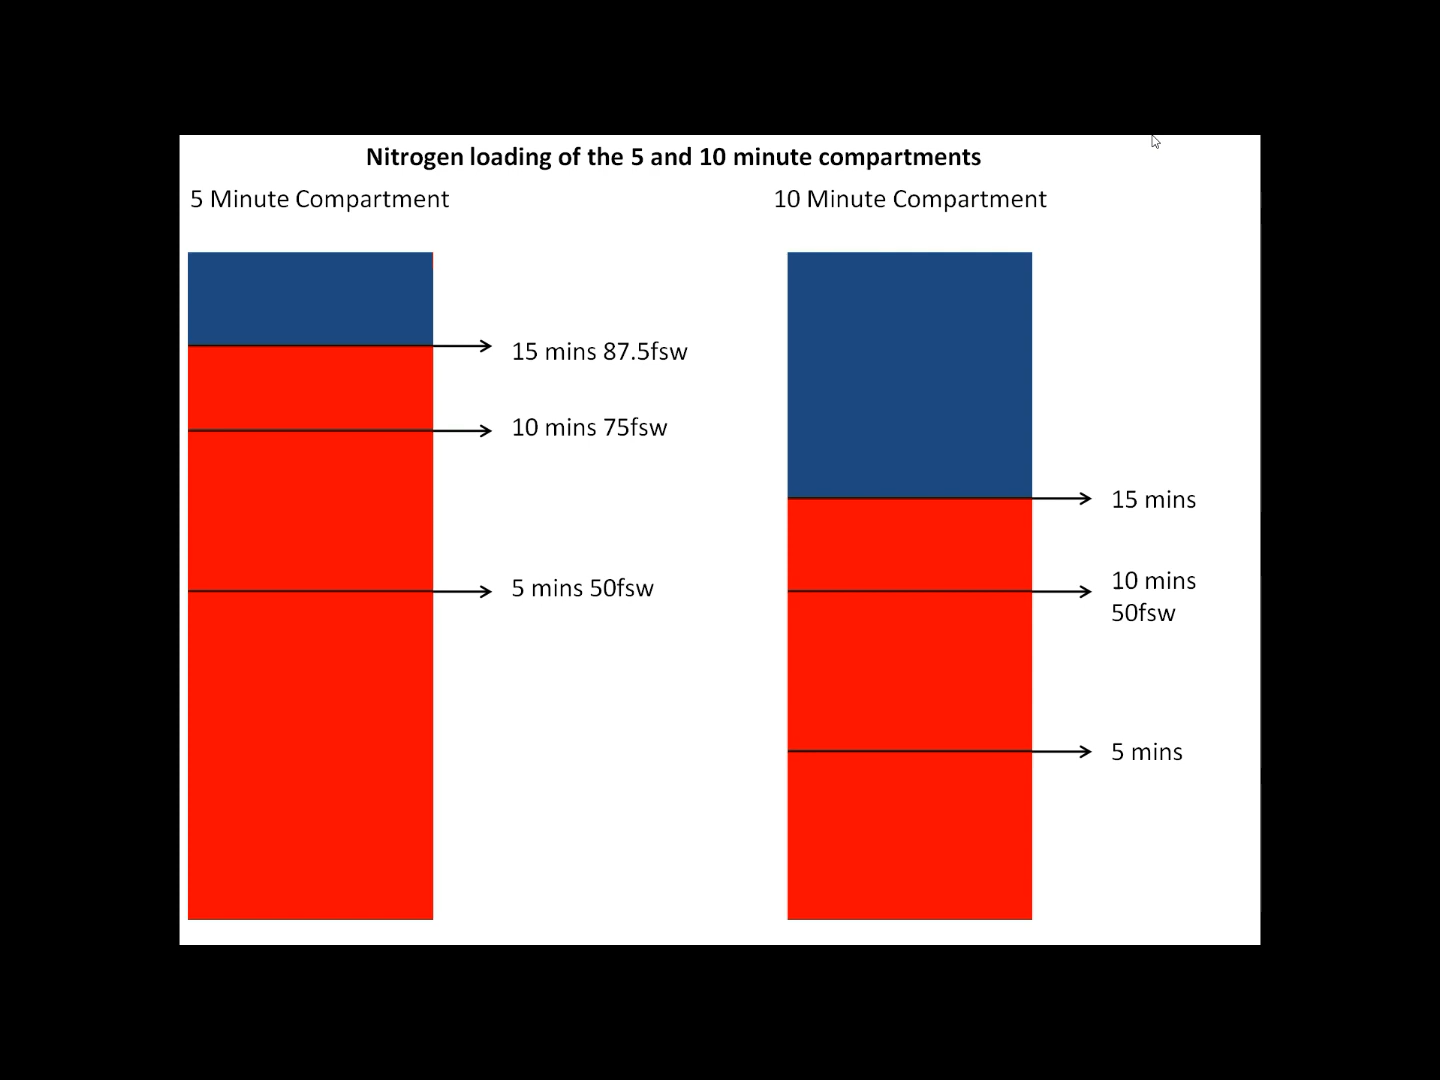 Nitrogen loading of the 5 and 10 minute compartments
5 Minute Compartment
10 Minute Compartment
15 mins 87.5fsw
10 mins 75fsw
5 mins 50fsw
15 mins
10 mins
50fsw
5 mins